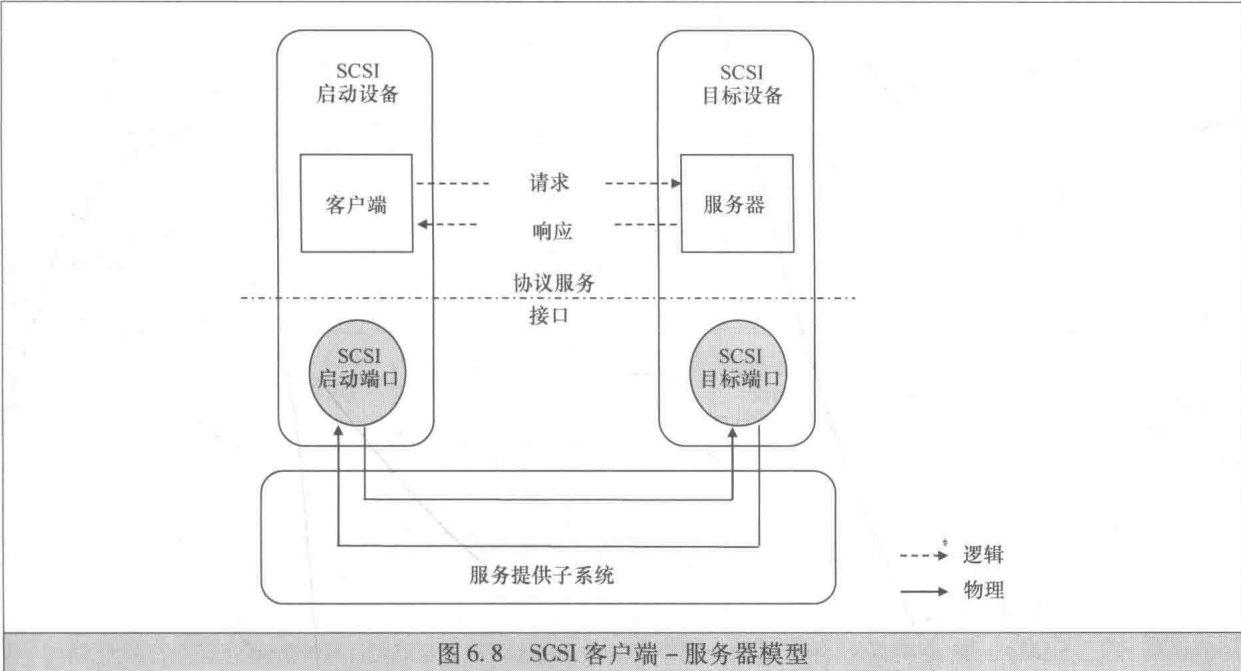 SCSI
启动设备
SCSI
目标设备
客户端
请求
响应
服务器
协议服务
接口
SCSI
启动端口
SCSI
目标端口
服务提供子系统
逻辑
物理
图 6.8 SCSI 客户端－服务器模型